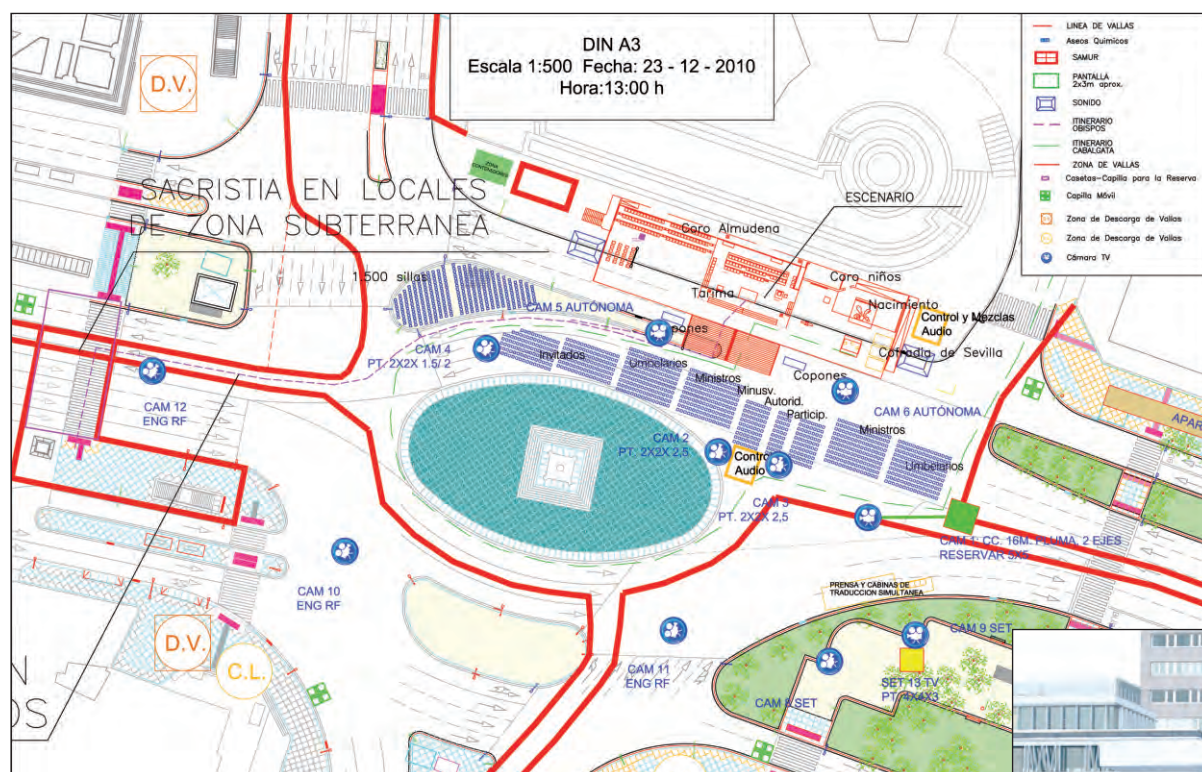 DIN A3
Escala 1:500 Fecha: 23 - 12 - 2010
Hora:13:00 h
LINEA DE VALLAS
Aseos Quimicos
SAMUR
PANTALLA
2x3m aprox.
SONIDO
ITINERARIO
OBISPOS
ITINERARIO
CABALGATA
ZONA DE VALLAS
Casetas-Capilla para la Reserva
Capilla Móvil
Zona de Descarga de Vallas
Zona de Descarga de Vallas
Cámara TV
D.V.
SACRISTIA EN LOCALES
DE ZONA SUBTERRANEA
ESCENARIO
Coro Almudena
1.500 sillas
Coro niños
Tarima
Nacimiento
CAM 5 AUTÓNOMA
Control y Mezclas
Audio
Cofradía de Sevilla
CAM 4
PT. 2X2X 1.5/ 2
Invitados
Umbelarios
Ministros
Minusv.
Autorid.
Particip.
Copones
CAM 6 AUTÓNOMA
Ministros
Umbelarios
CAM 12
ENG RF
CAM 2
PT. 2X2X 2,5
Audio
CAM 3
PT. 2X2X 2,5
CAM 1: CC. 16M. PLUMA, 2 EJES
RESERVAR 5X5
CAM 10
ENG RF
PRENSA Y CABINAS DE
TRADUCCION SIMULTANEA
CAM 9 SET
D.V.
C.L.
CAM 11
ENG RF
SET 13 TV
PT. 4X4X3
CAM 8 SET